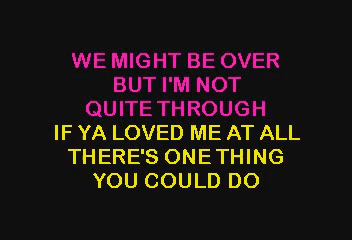 WE MIGHT BE OVER
BUT I'M NOT
QUITE THROUGH
IF YA LOVED ME AT ALL
THERE'S ONE THING
YOU COULD DO